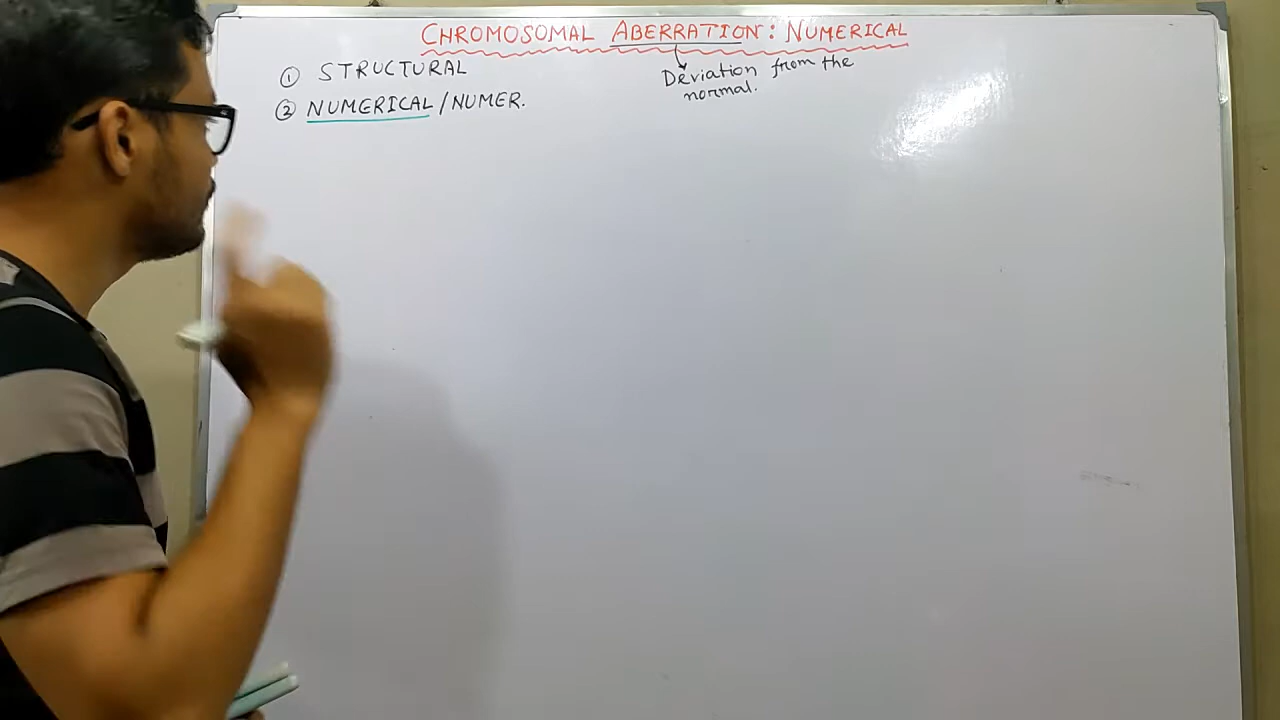 CHROMOSOMAL ABERRATION: NUMERICAL
① STRUCTURAL
Deviation from the
normal.
② NUMERICAL/NUMER.